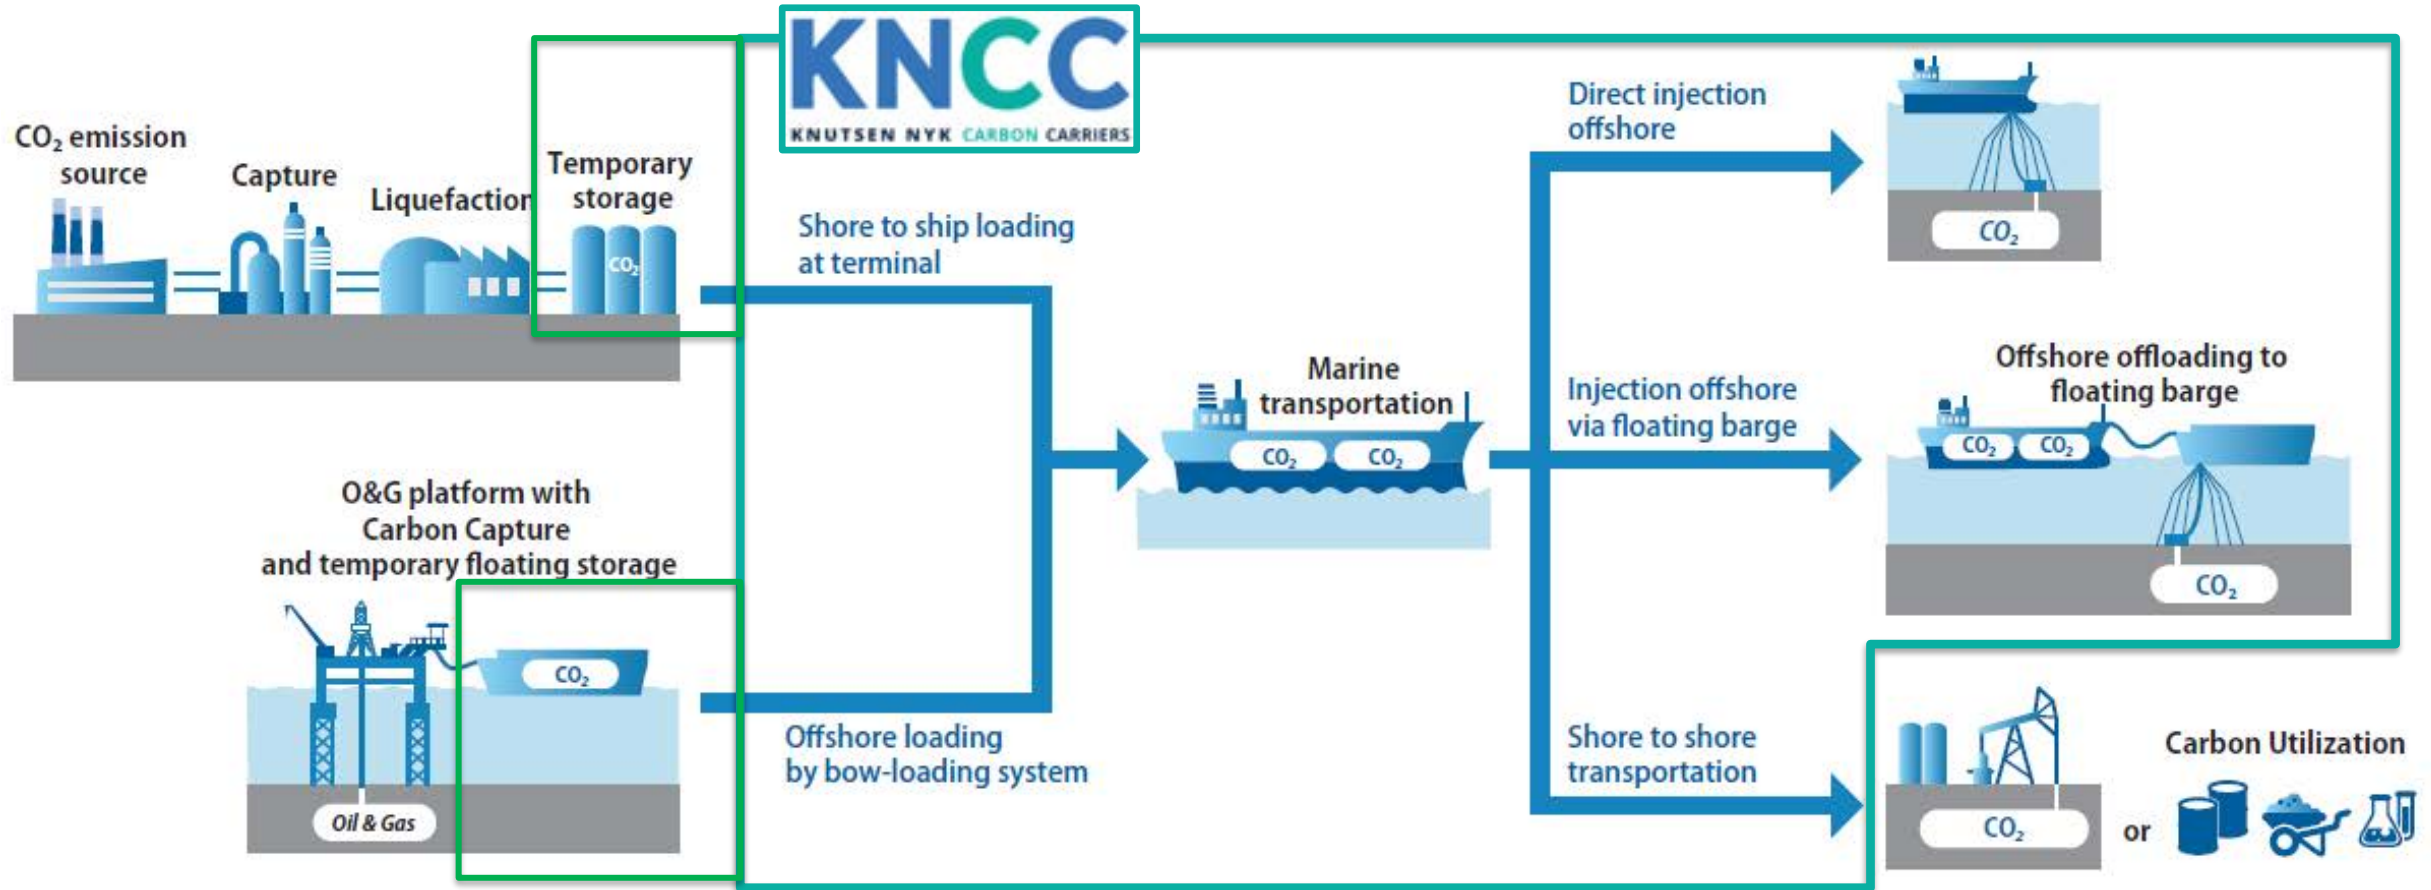 KNCC
KNUTSEN NYK CARBON CARRIERS
CO₂ emission
source
Capture
Liquefaction
Temporary
storage
CO₂
Shore to ship loading
at terminal
O&G platform with
Carbon Capture
and temporary floating storage
CO₂
Oil & Gas
Offshore loading
by bow-loading system
Marine
transportation
CO₂
CO₂
Direct injection
offshore
CO₂
Injection offshore
via floating barge
Offshore offloading to
floating barge
CO₂
CO₂
CO₂
Shore to shore
transportation
CO₂
or
Carbon Utilization